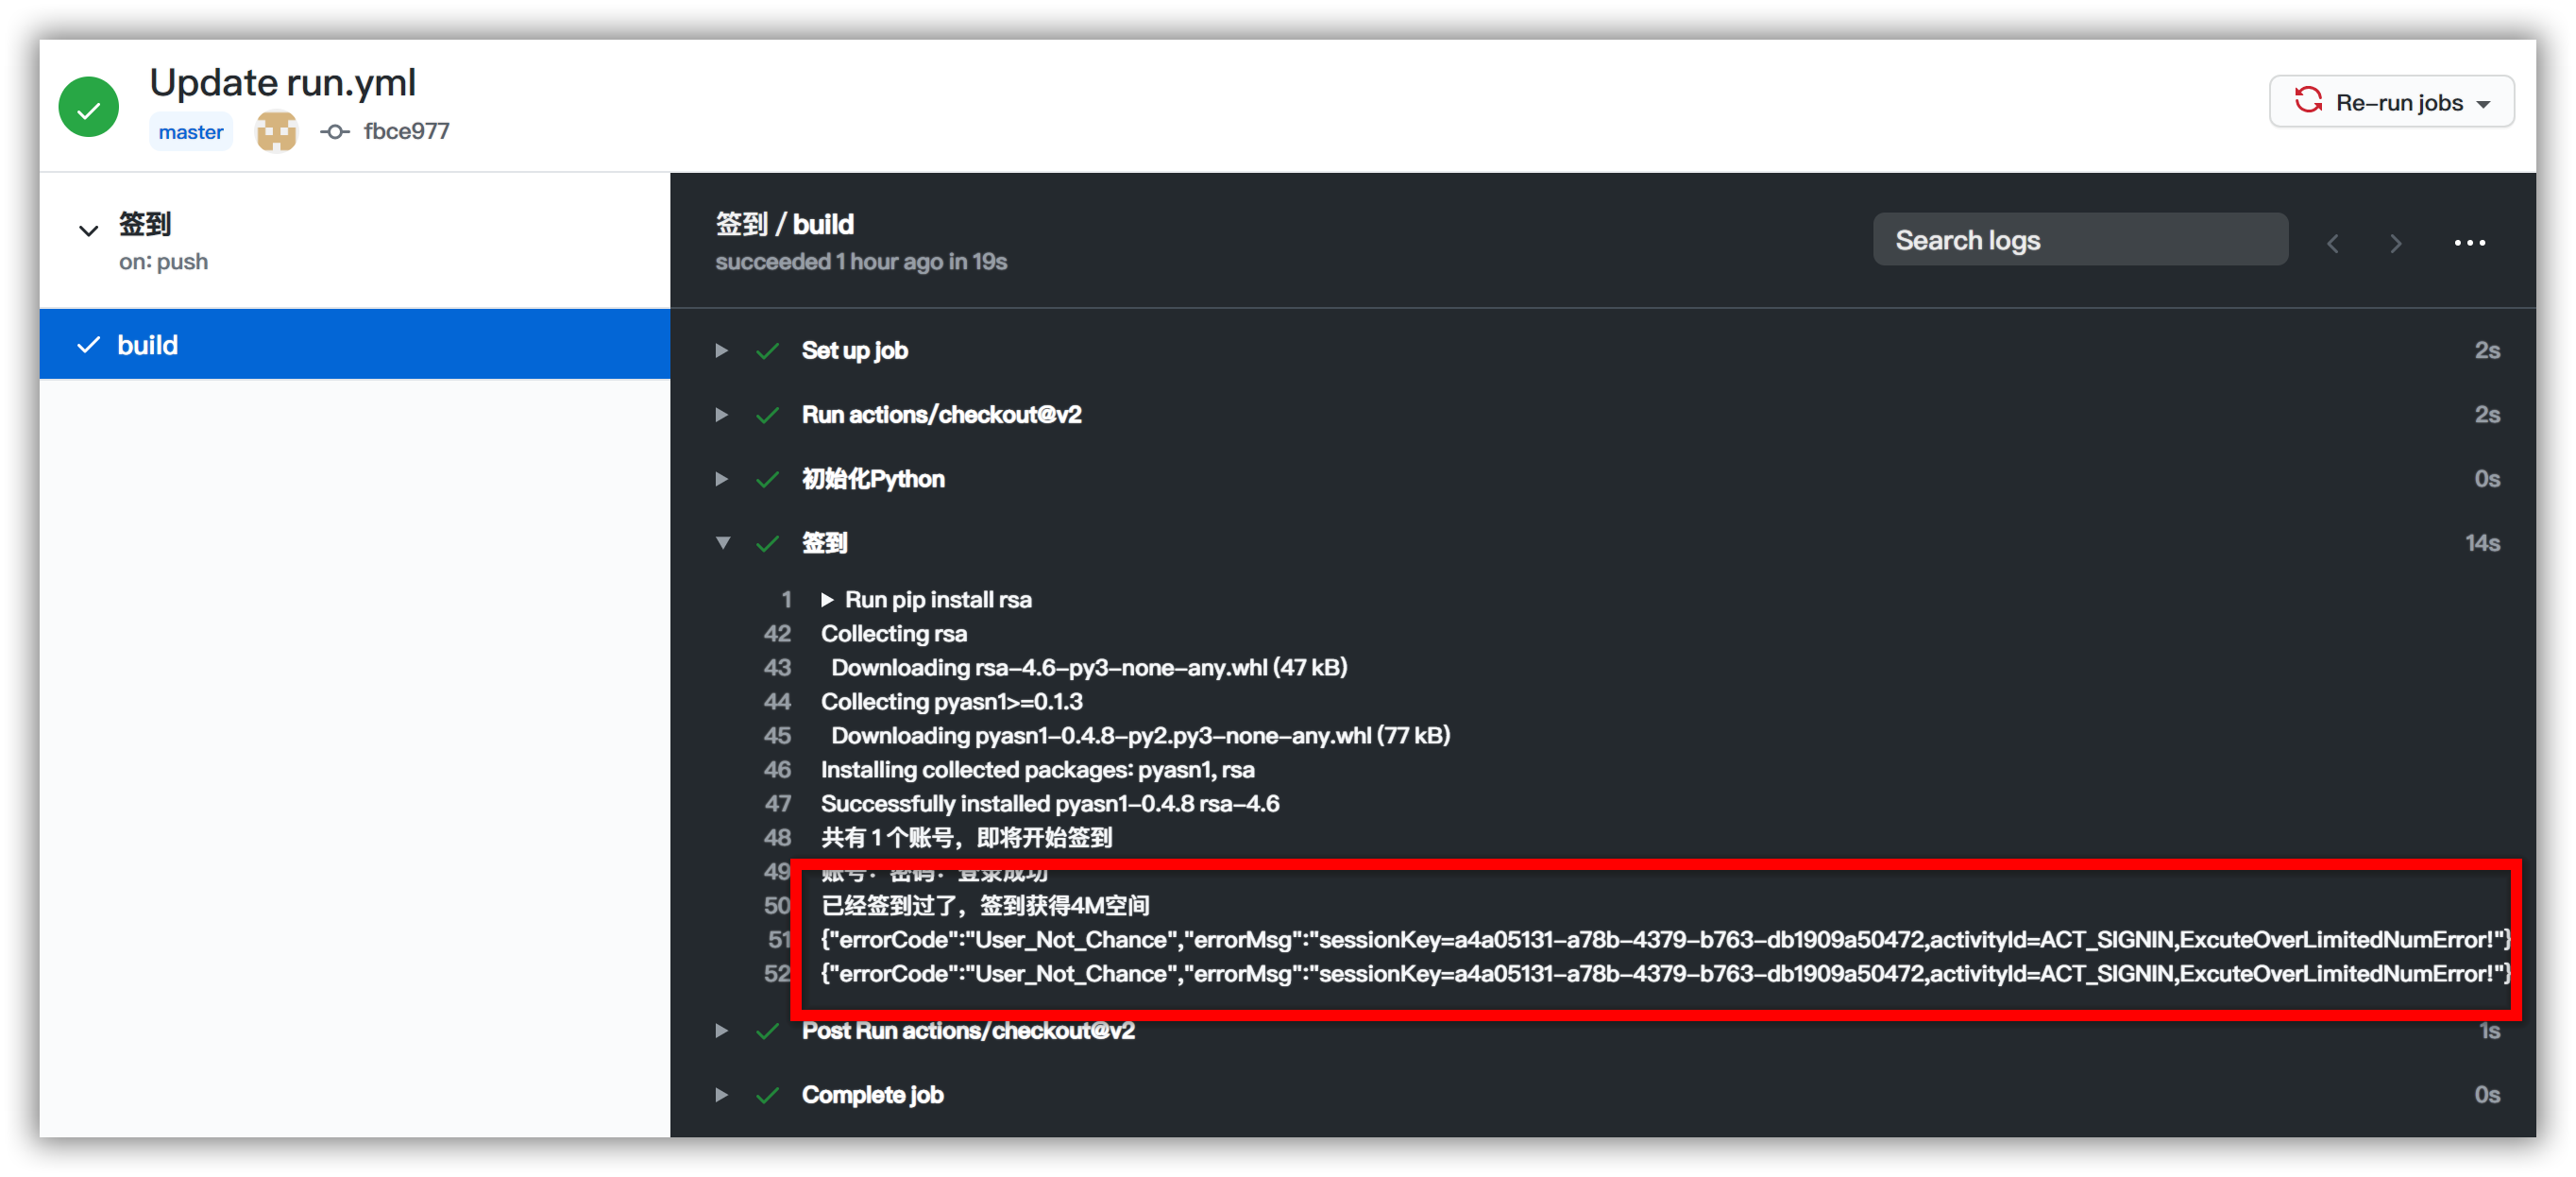 Update run.yml
master fbce977
Re-run jobs
签到
on: push
build
签到 / build
succeeded 1 hour ago in 19s
Search logs
Set up job 2s
Run actions/checkout@v2 2s
初始化Python 0s
签到 14s
1 Run pip install rsa
42 Collecting rsa
43 Downloading rsa-4.6-py3-none-any.whl (47 kB)
44 Collecting pyasn1>=0.1.3
45 Downloading pyasn1-0.4.8-py2.py3-none-any.whl (77 kB)
46 Installing collected packages: pyasn1, rsa
47 Successfully installed pyasn1-0.4.8 rsa-4.6
48 共有 1 个账号，即将开始签到
49 账号：密码：登录成功
50 已经签到过了，签到获得4M空间
51 {"errorCode":"User_Not_Chance","errorMsg":"sessionKey=a4a05131-a78b-4379-b763-db1909a50472,activityId=ACT_SIGNIN,ExcuteOverLimitedNumError!"}
52 {"errorCode":"User_Not_Chance","errorMsg":"sessionKey=a4a05131-a78b-4379-b763-db1909a50472,activityId=ACT_SIGNIN,ExcuteOverLimitedNumError!"}
Post Run actions/checkout@v2 1s
Complete job 0s